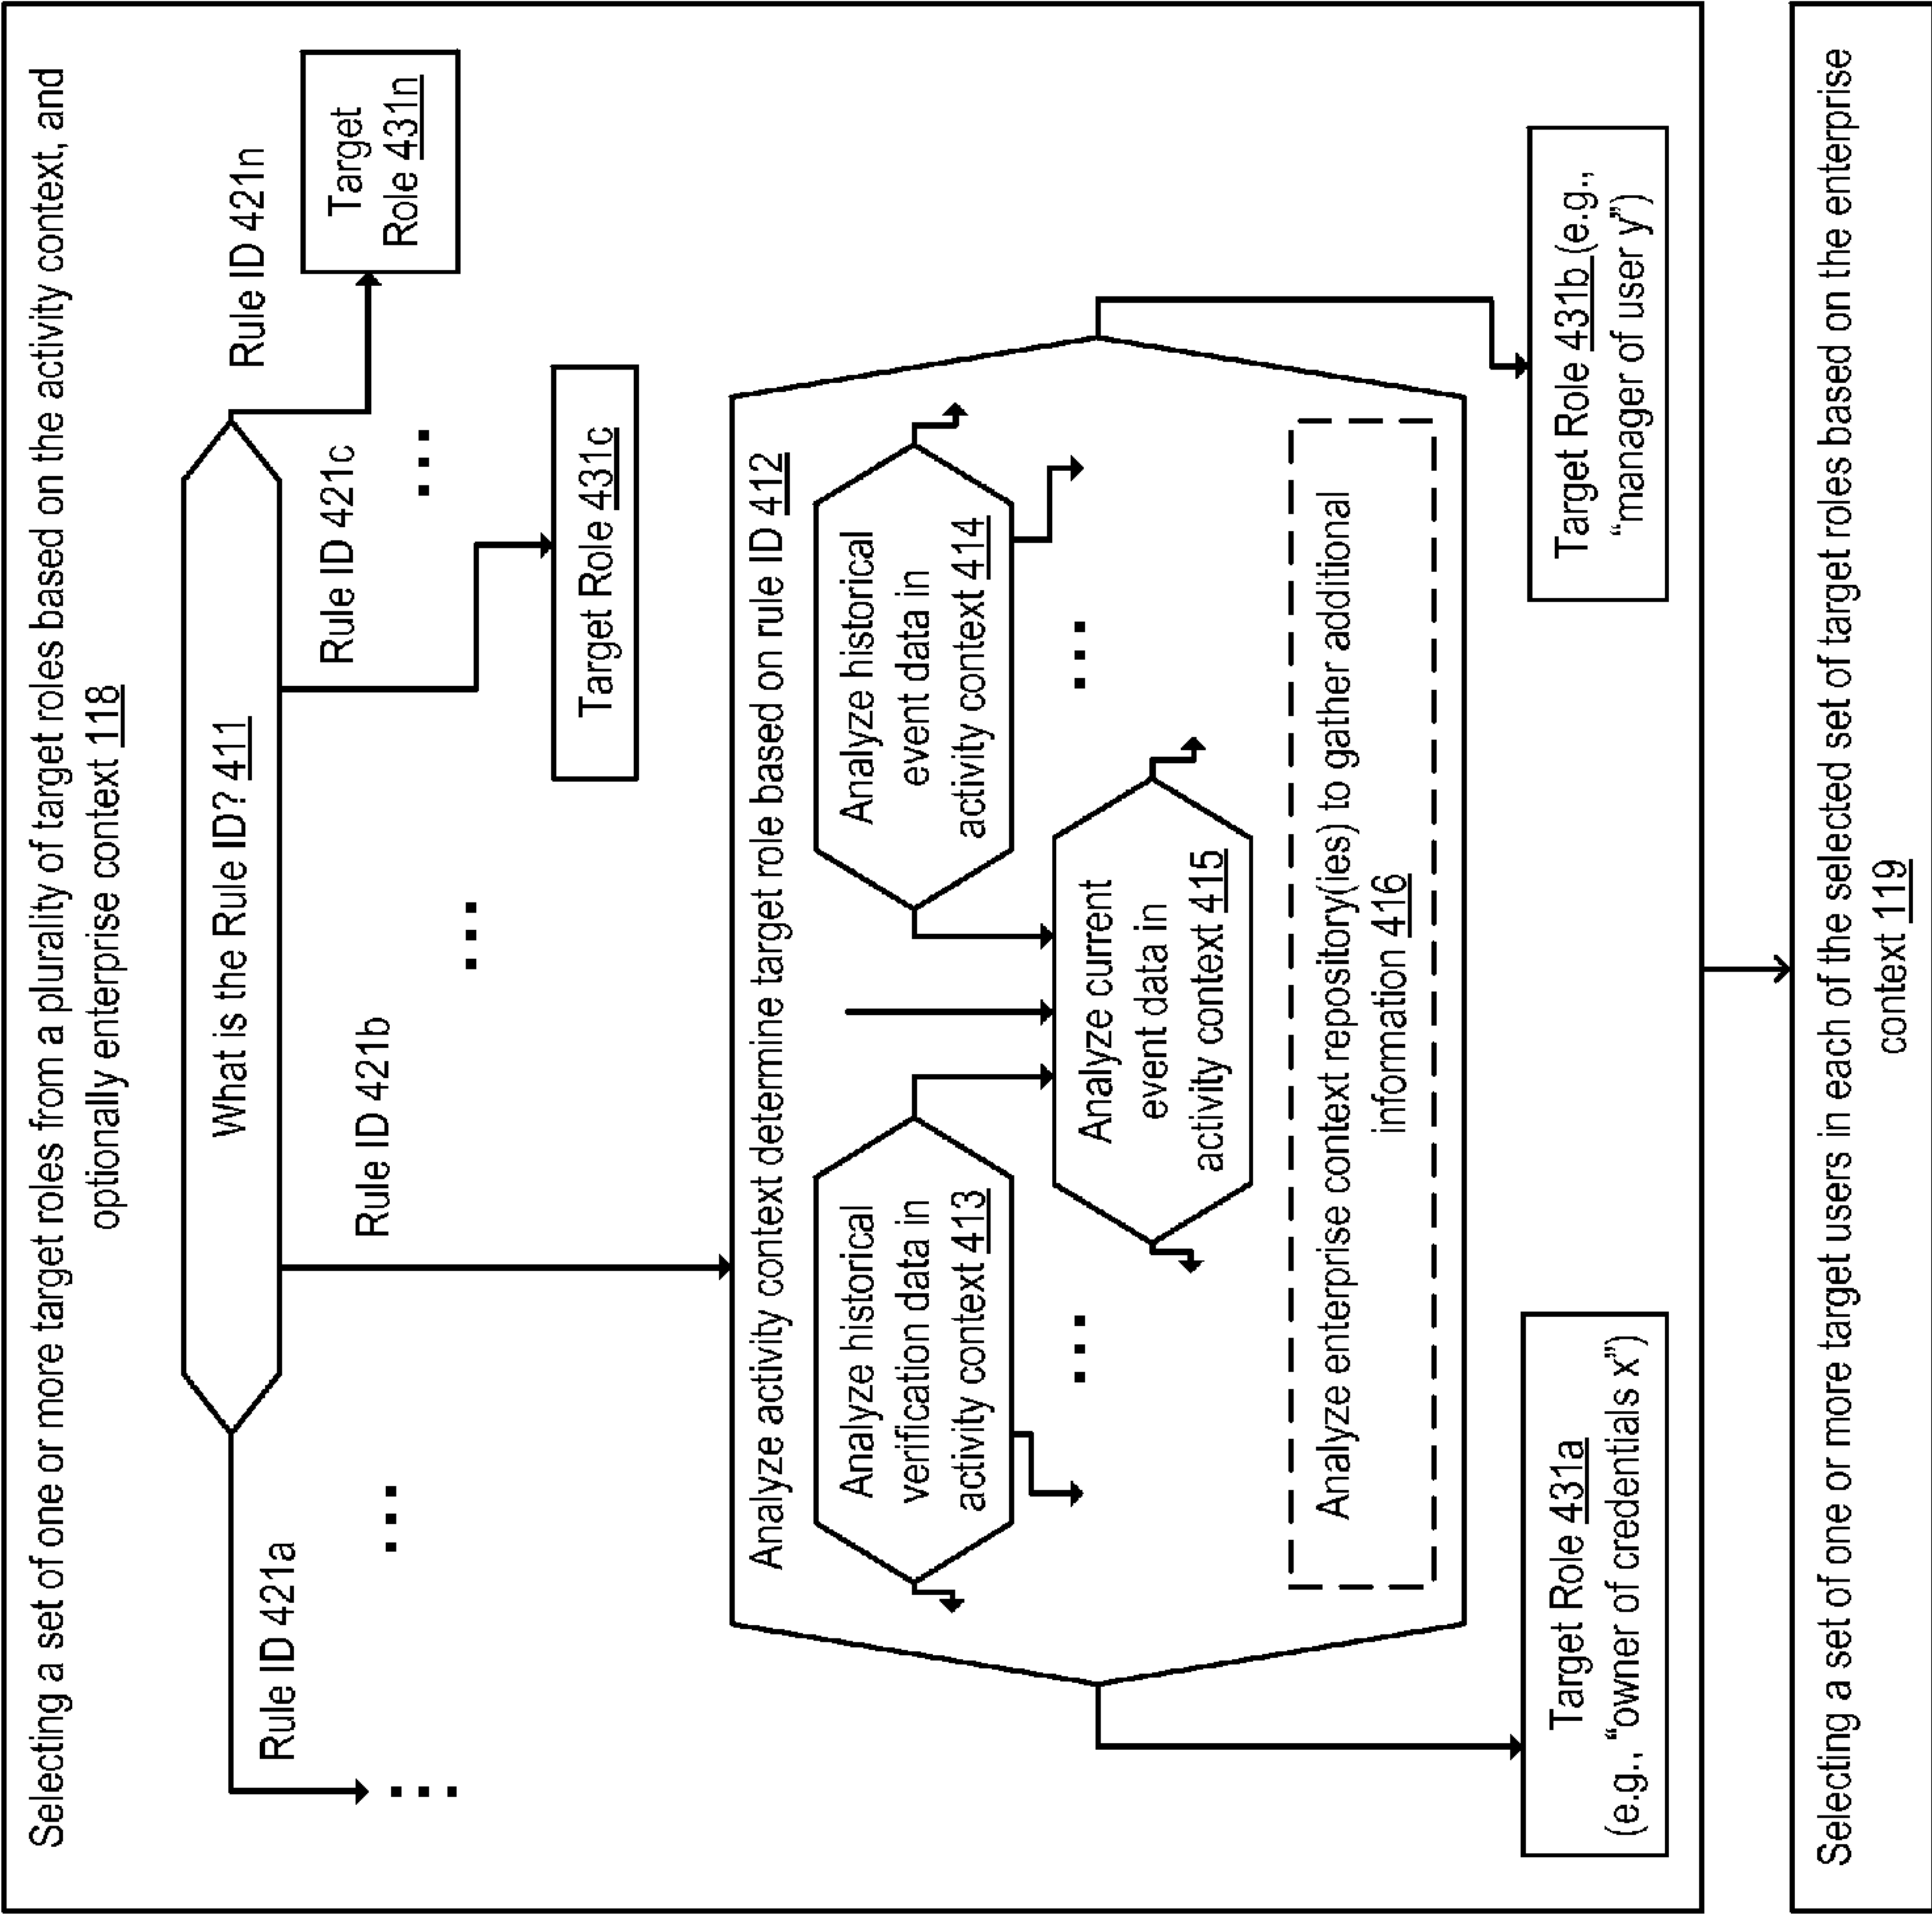 Selecting a set of one or more target roles from a plurality of target roles based on the activity context, and
optionally enterprise context 118
What is the Rule ID? 411
Rule ID 421a
Rule ID 421b
Rule ID 421c
Rule ID 421n
Target
Role 431n
Target Role 431c
Analyze activity context determine target role based on rule ID 412
Analyze historical
verification data in
activity context 413
Analyze historical
event data in
activity context 414
Analyze current
event data in
activity context 415
Analyze enterprise context repository(ies) to gather additional
information 416
Target Role 431a
(e.g., “owner of credentials x”)
Target Role 431b (e.g.,
“manager of user y”)
Selecting a set of one or more target users in each of the selected set of target roles based on the enterprise
context 119